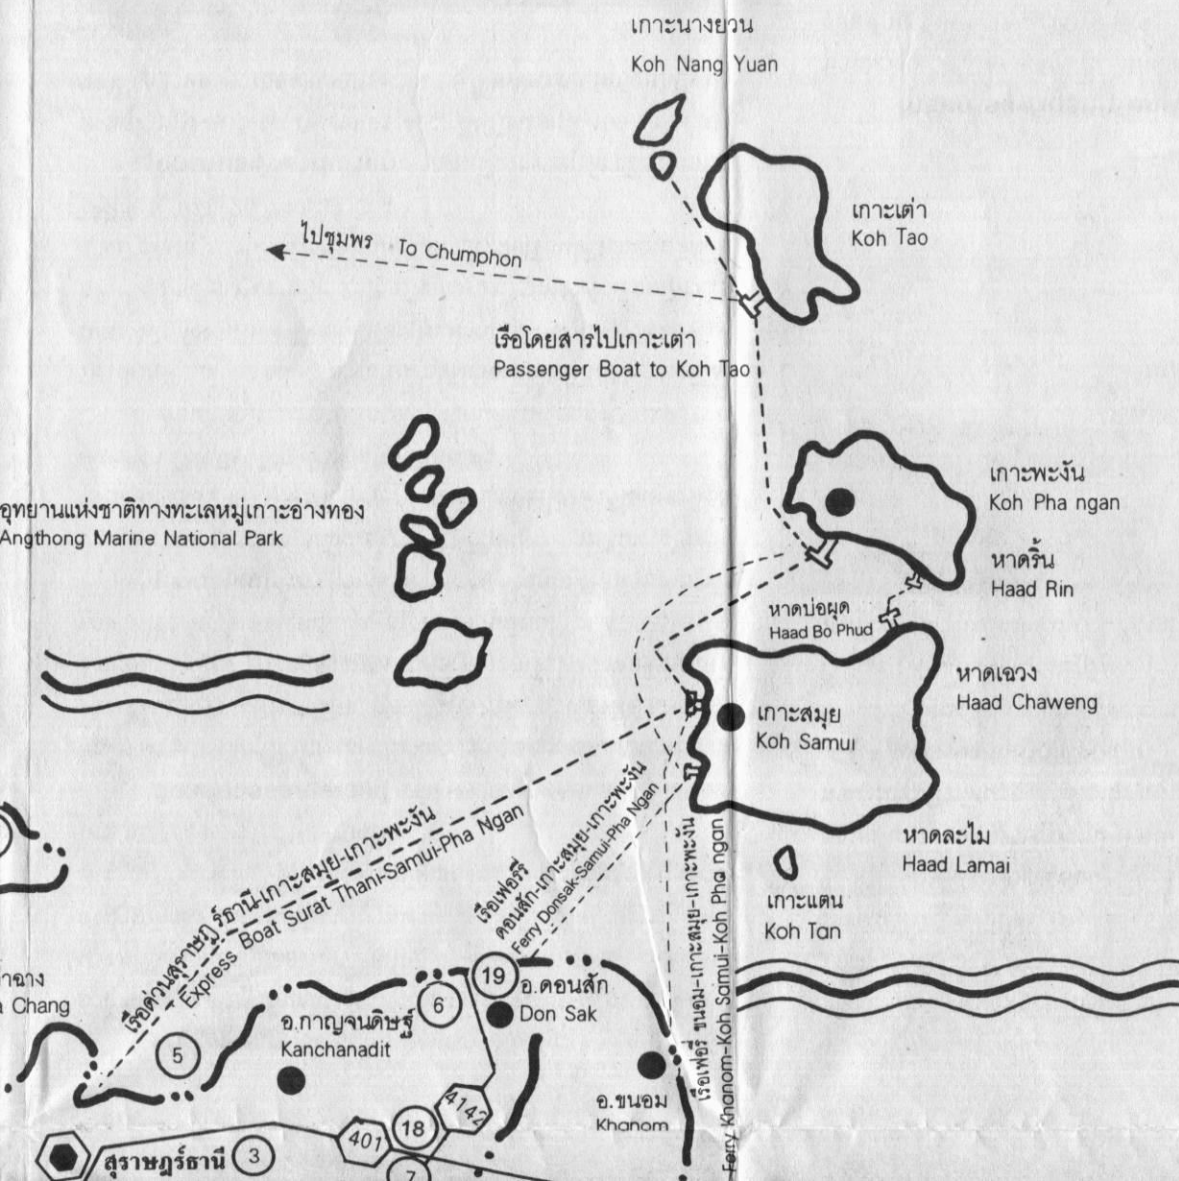 เกาะนางยวน
Koh Nang Yuan
เกาะเต่า
Koh Tao
ไปชุมพร To Chumphon
เรือโดยสารไปเกาะเต่า
Passenger Boat to Koh Tao
เกาะพะงัน
Koh Pha ngan
อุทยานแห่งชาติทางทะเลหมู่เกาะอ่างทอง
Angthong Marine National Park
หาดริ้น
Haad Rin
หาดบ่อผุด
Haad Bo Phud
หาดเฉวง
Haad Chaweng
เกาะสมุย
Koh Samui
หาดละไม
Haad Lamai
เกาะแตน
Koh Tan
เรือด่วนสุราษฎร์ธานี-เกาะสมุย-เกาะพะงัน
Express Boat Surat Thani-Samui-Pha Ngan
เรือเฟอร์รี่
ดอนสัก-เกาะสมุย-เกาะพะงัน
Ferry Donsak-Samui-Pha Ngan
เรือเฟอร์รี่ ขนอม-เกาะสมุย-เกาะพะงัน
Ferry Khanom-Koh Samui-Koh Pha ngan
Chang
19
อ.ดอนสัก
Don Sak
6
อ.กาญจนดิษฐ์
Kanchanadit
5
อ.ขนอม
Khanom
4142
18
401
สุราษฎร์ธานี
3
7